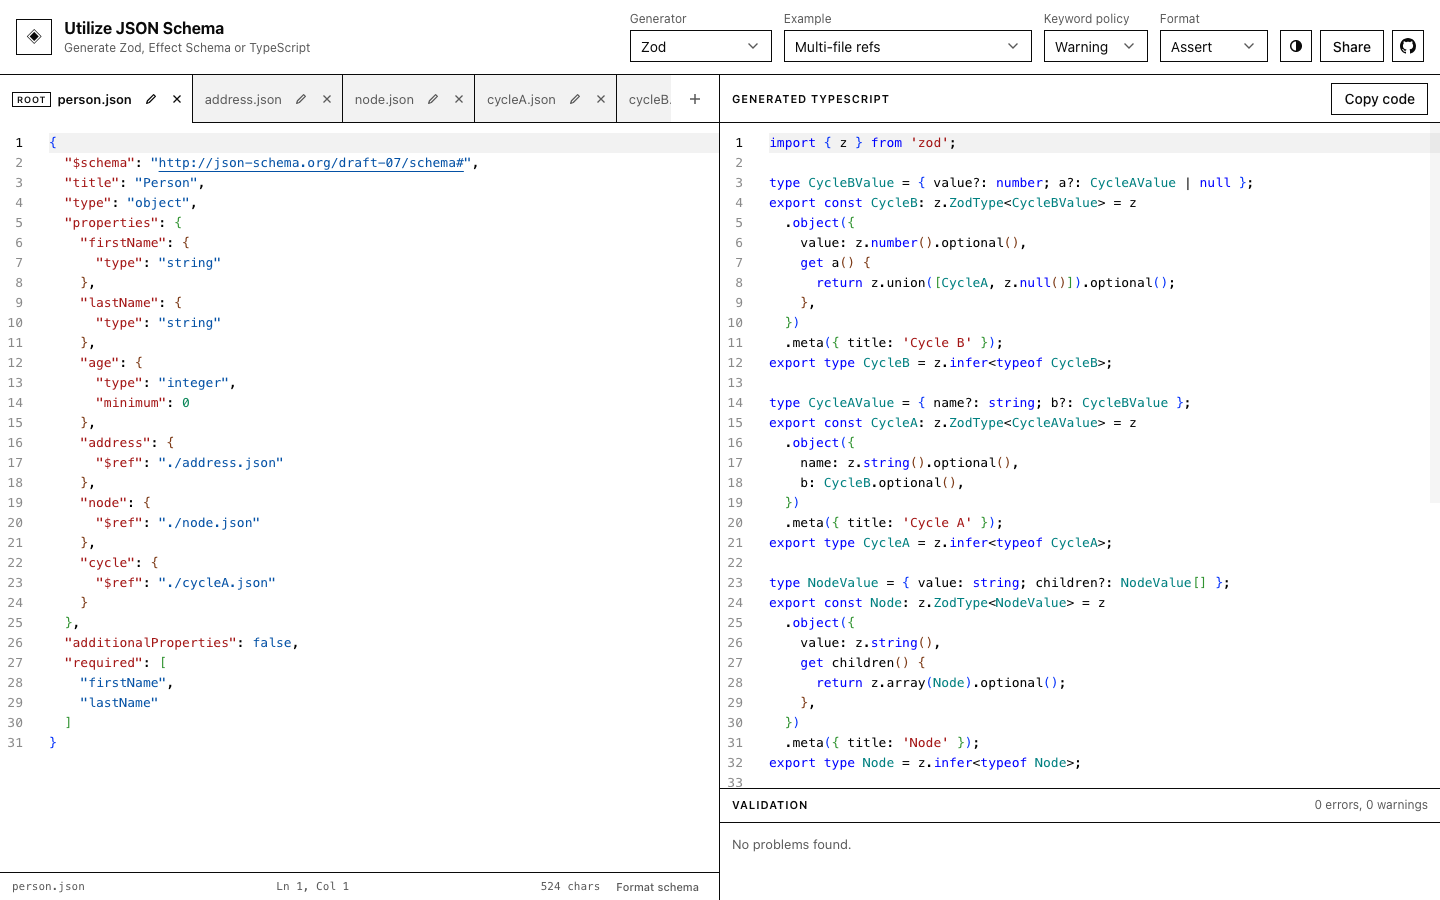 Utilize JSON Schema
Generate Zod, Effect Schema or TypeScript
Generator
Zod
Example
Multi-file refs
Keyword policy
Warning
Format
Assert
Share
ROOT person.json
address.json
node.json
cycleA.json
cycleB.
GENERATED TYPESCRIPT
Copy code
1 {
2 "$schema": "http://json-schema.org/draft-07/schema#",
3 "title": "Person",
4 "type": "object",
5 "properties": {
6 "firstName": {
7 "type": "string"
8 },
9 "lastName": {
10 "type": "string"
11 },
12 "age": {
13 "type": "integer",
14 "minimum": 0
15 },
16 "address": {
17 "$ref": "./address.json"
18 },
19 "node": {
20 "$ref": "./node.json"
21 },
22 "cycle": {
23 "$ref": "./cycleA.json"
24 }
25 },
26 "additionalProperties": false,
27 "required": [
28 "firstName",
29 "lastName"
30 ]
31 }
person.json
Ln 1, Col 1
524 chars
Format schema
1 import { z } from 'zod';
2
3 type CycleBValue = { value?: number; a?: CycleAValue | null };
4 export const CycleB: z.ZodType<CycleBValue> = z
5 .object({
6 value: z.number().optional(),
7 get a() {
8 return z.union([CycleA, z.null()]).optional();
9 },
10 })
11 .meta({ title: 'Cycle B' });
12 export type CycleB = z.infer<typeof CycleB>;
13
14 type CycleAValue = { name?: string; b?: CycleBValue };
15 export const CycleA: z.ZodType<CycleAValue> = z
16 .object({
17 name: z.string().optional(),
18 b: CycleB.optional(),
19 })
20 .meta({ title: 'Cycle A' });
21 export type CycleA = z.infer<typeof CycleA>;
22
23 type NodeValue = { value: string; children?: NodeValue[] };
24 export const Node: z.ZodType<NodeValue> = z
25 .object({
26 value: z.string(),
27 get children() {
28 return z.array(Node).optional();
29 },
30 })
31 .meta({ title: 'Node' });
32 export type Node = z.infer<typeof Node>;
33
VALIDATION
0 errors, 0 warnings
No problems found.